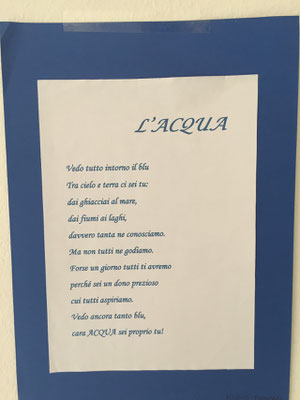 L'ACQUA
Vedo tutto intorno il blu
Tra cielo e terra ci sei tu:
dai ghiacciai al mare,
dai fiumi ai laghi,
davvero tanta ne conosciamo.
Ma non tutti ne godiamo.
Forse un giorno tutti ti avremo
perché sei un dono prezioso
cui tutti aspiriamo.
Vedo ancora tanto blu,
cara ACQUA sei proprio tu!